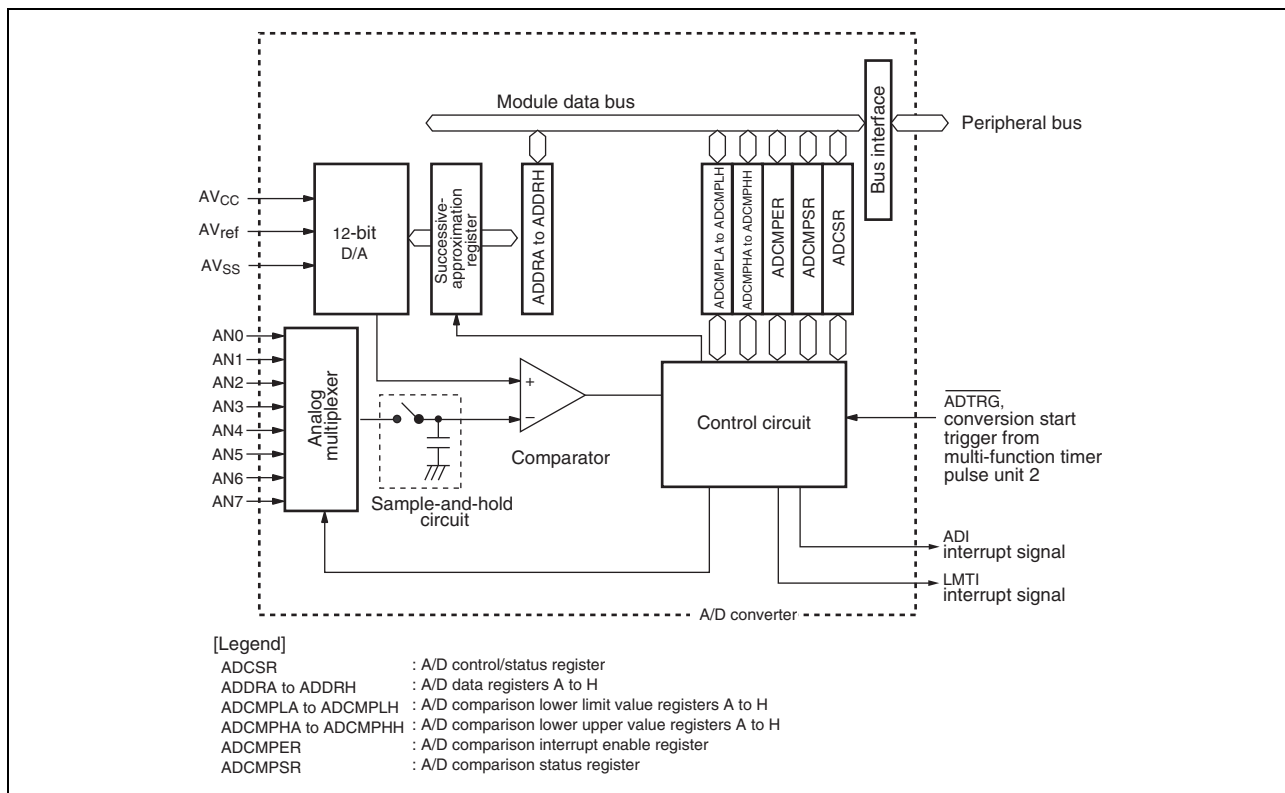 Module data bus
Bus interface
Peripheral bus
AVCC
AVref
AVSS
12-bit
D/A
Successive-
approximation
register
ADDRA to ADDRH
ADCMPLA to ADCMPLH
ADCMPHA to ADCMPHH
ADCMPER
ADCMPSR
ADCSR
AN0
AN1
AN2
AN3
AN4
AN5
AN6
AN7
Analog
multiplexer
+
−
Comparator
Sample-and-hold
circuit
Control circuit
ADTRG,
conversion start
trigger from
multi-function timer
pulse unit 2
ADI
interrupt signal
LMTI
interrupt signal
A/D converter
[Legend]
ADCSR : A/D control/status register
ADDRA to ADDRH : A/D data registers A to H
ADCMPLA to ADCMPLH : A/D comparison lower limit value registers A to H
ADCMPHA to ADCMPHH : A/D comparison lower upper value registers A to H
ADCMPER : A/D comparison interrupt enable register
ADCMPSR : A/D comparison status register